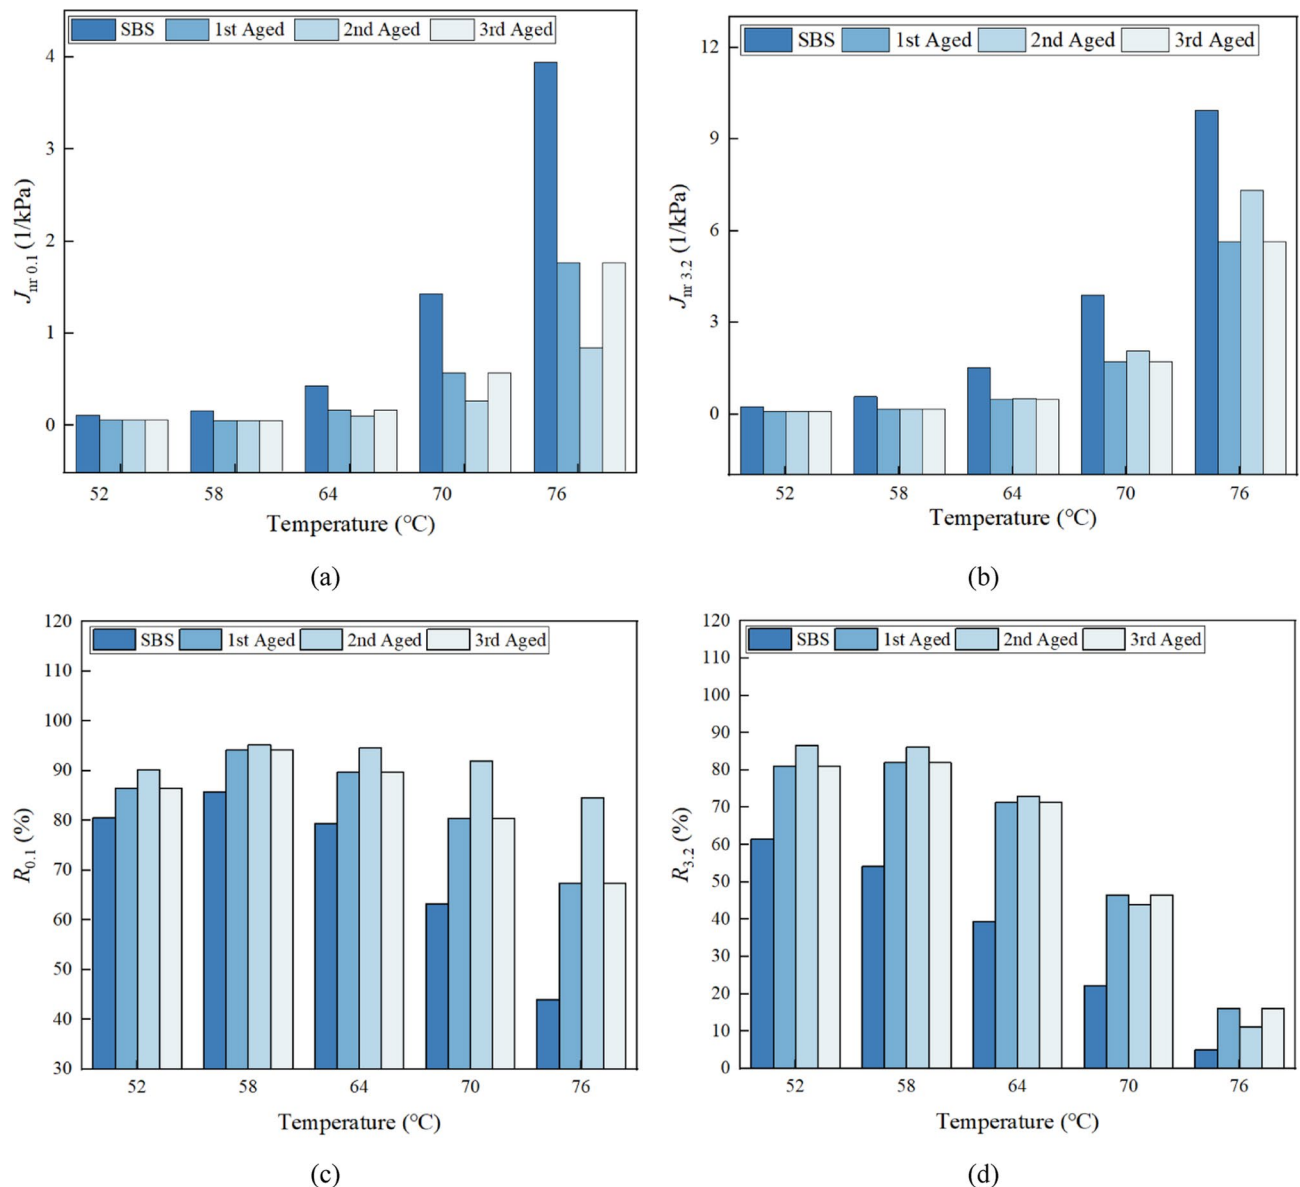 SBS 1st Aged 2nd Aged 3rd Aged
4
3
2
1
0
J nr 0.1 (1/kPa)
52 58 64 70 76
Temperature (°C)
(a)
SBS 1st Aged 2nd Aged 3rd Aged
12
9
6
3
0
J nr 3.2 (1/kPa)
52 58 64 70 76
Temperature (°C)
(b)
120
SBS 1st Aged 2nd Aged 3rd Aged
110
100
90
80
70
60
50
40
30
R 0.1 (%)
52 58 64 70 76
Temperature (°C)
(c)
120
SBS 1st Aged 2nd Aged 3rd Aged
110
100
90
80
70
60
50
40
30
20
10
0
R 3.2 (%)
52 58 64 70 76
Temperature (°C)
(d)